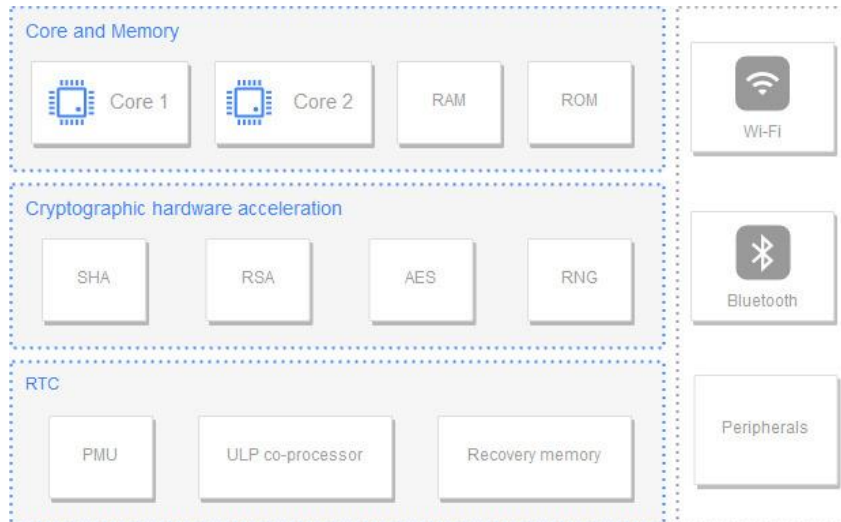 Core and Memory
Core 1
Core 2
RAM
ROM
Wi-Fi
Cryptographic hardware acceleration
SHA
RSA
AES
RNG
Bluetooth
RTC
PMU
ULP co-processor
Recovery memory
Peripherals